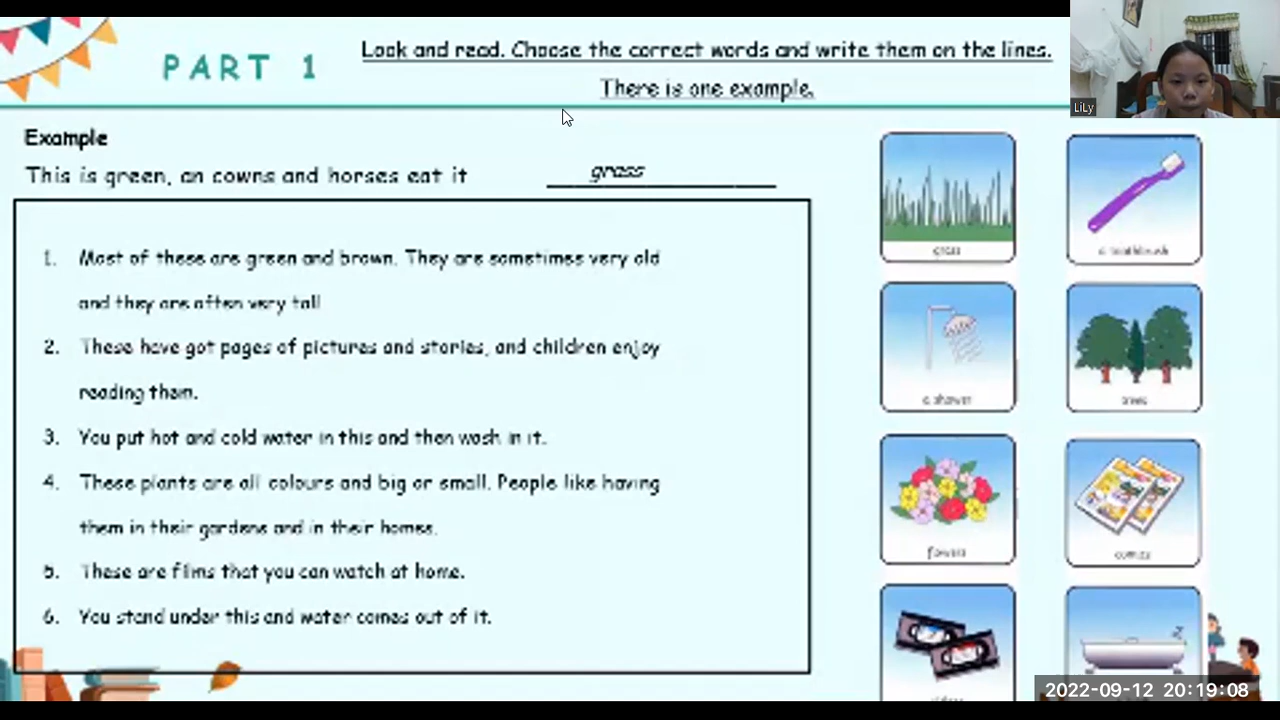 PART 1
Look and read. Choose the correct words and write them on the lines.
There is one example.
LiLy
Example
This is green, an cowns and horses eat it grass
1. Most of these are green and brown. They are sometimes very old
and they are often very tall
2. These have got pages of pictures and stories, and children enjoy
reading them.
3. You put hot and cold water in this and then wash in it.
4. These plants are all colours and big or small. People like having
them in their gardens and in their homes.
5. These are films that you can watch at home.
6. You stand under this and water comes out of it.
grass
a toothbrush
a shower
trees
flowers
comics
2022-09-12 20:19:08